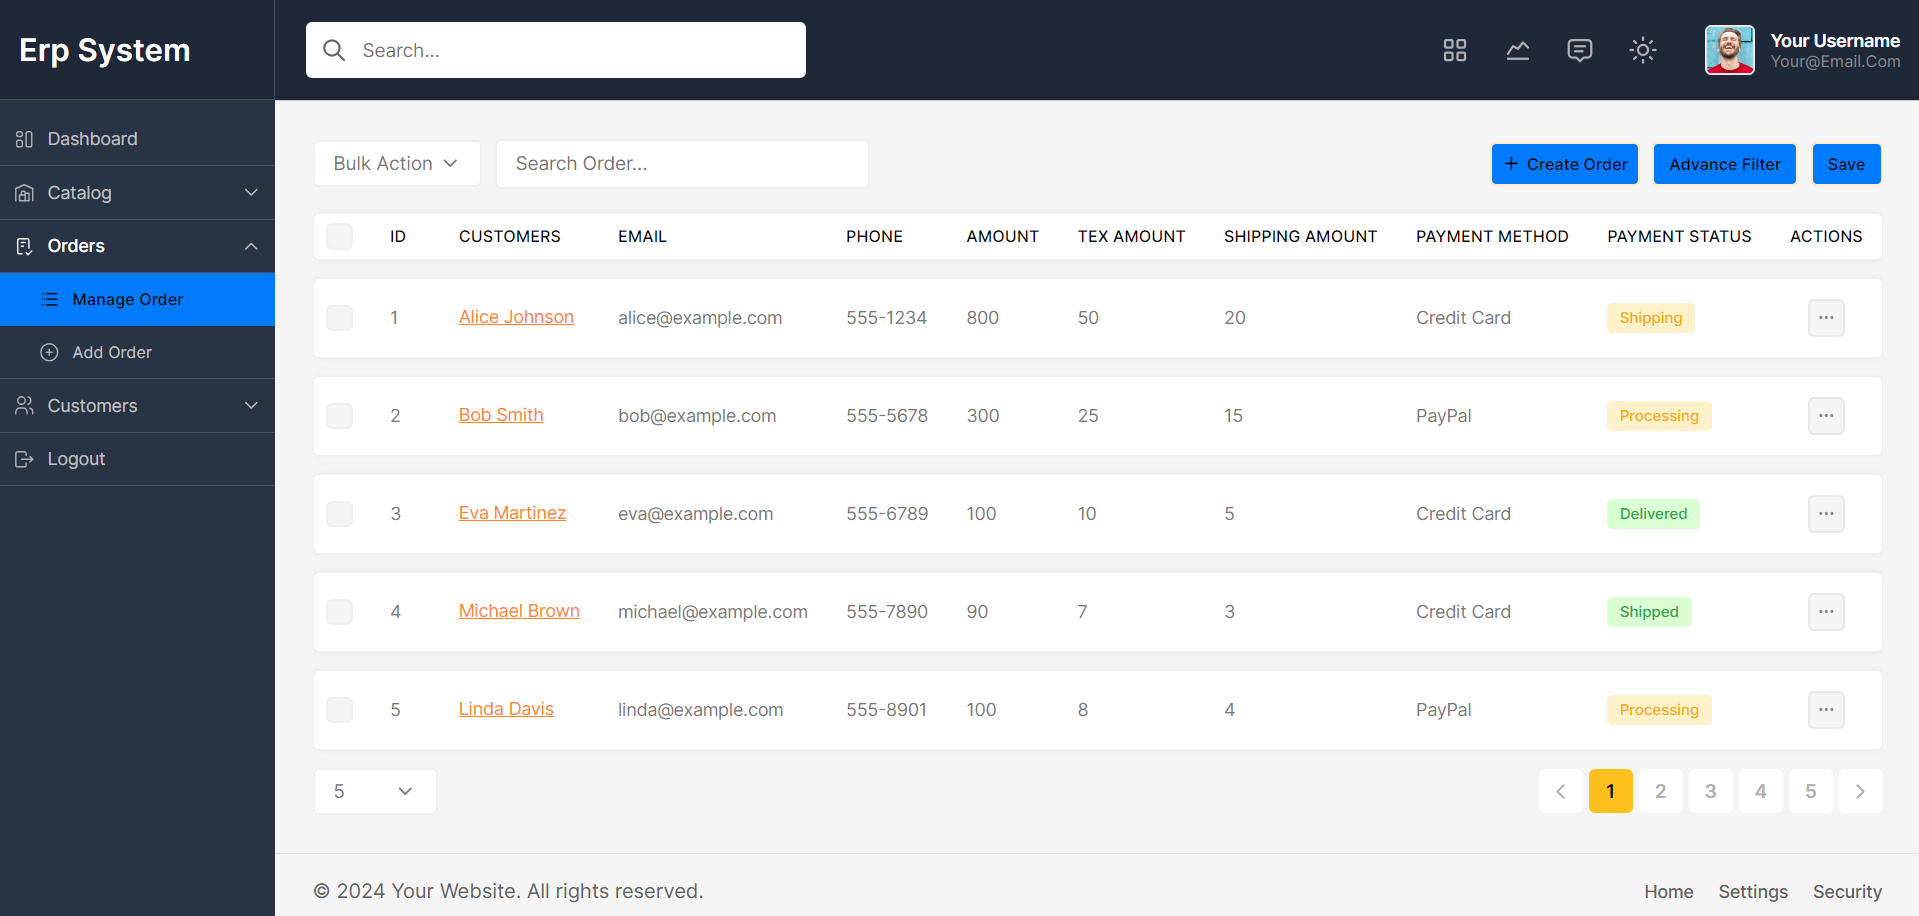 Erp System
Search...
Your Username
Your@Email.Com
Dashboard
Catalog
Orders
Manage Order
Add Order
Customers
Logout
Bulk Action
Search Order...
+ Create Order
Advance Filter
Save
ID CUSTOMERS EMAIL PHONE AMOUNT TEX AMOUNT SHIPPING AMOUNT PAYMENT METHOD PAYMENT STATUS ACTIONS
1 Alice Johnson alice@example.com 555-1234 800 50 20 Credit Card Shipping ...
2 Bob Smith bob@example.com 555-5678 300 25 15 PayPal Processing ...
3 Eva Martinez eva@example.com 555-6789 100 10 5 Credit Card Delivered ...
4 Michael Brown michael@example.com 555-7890 90 7 3 Credit Card Shipped ...
5 Linda Davis linda@example.com 555-8901 100 8 4 PayPal Processing ...
5
1 2 3 4 5
© 2024 Your Website. All rights reserved.
Home Settings Security